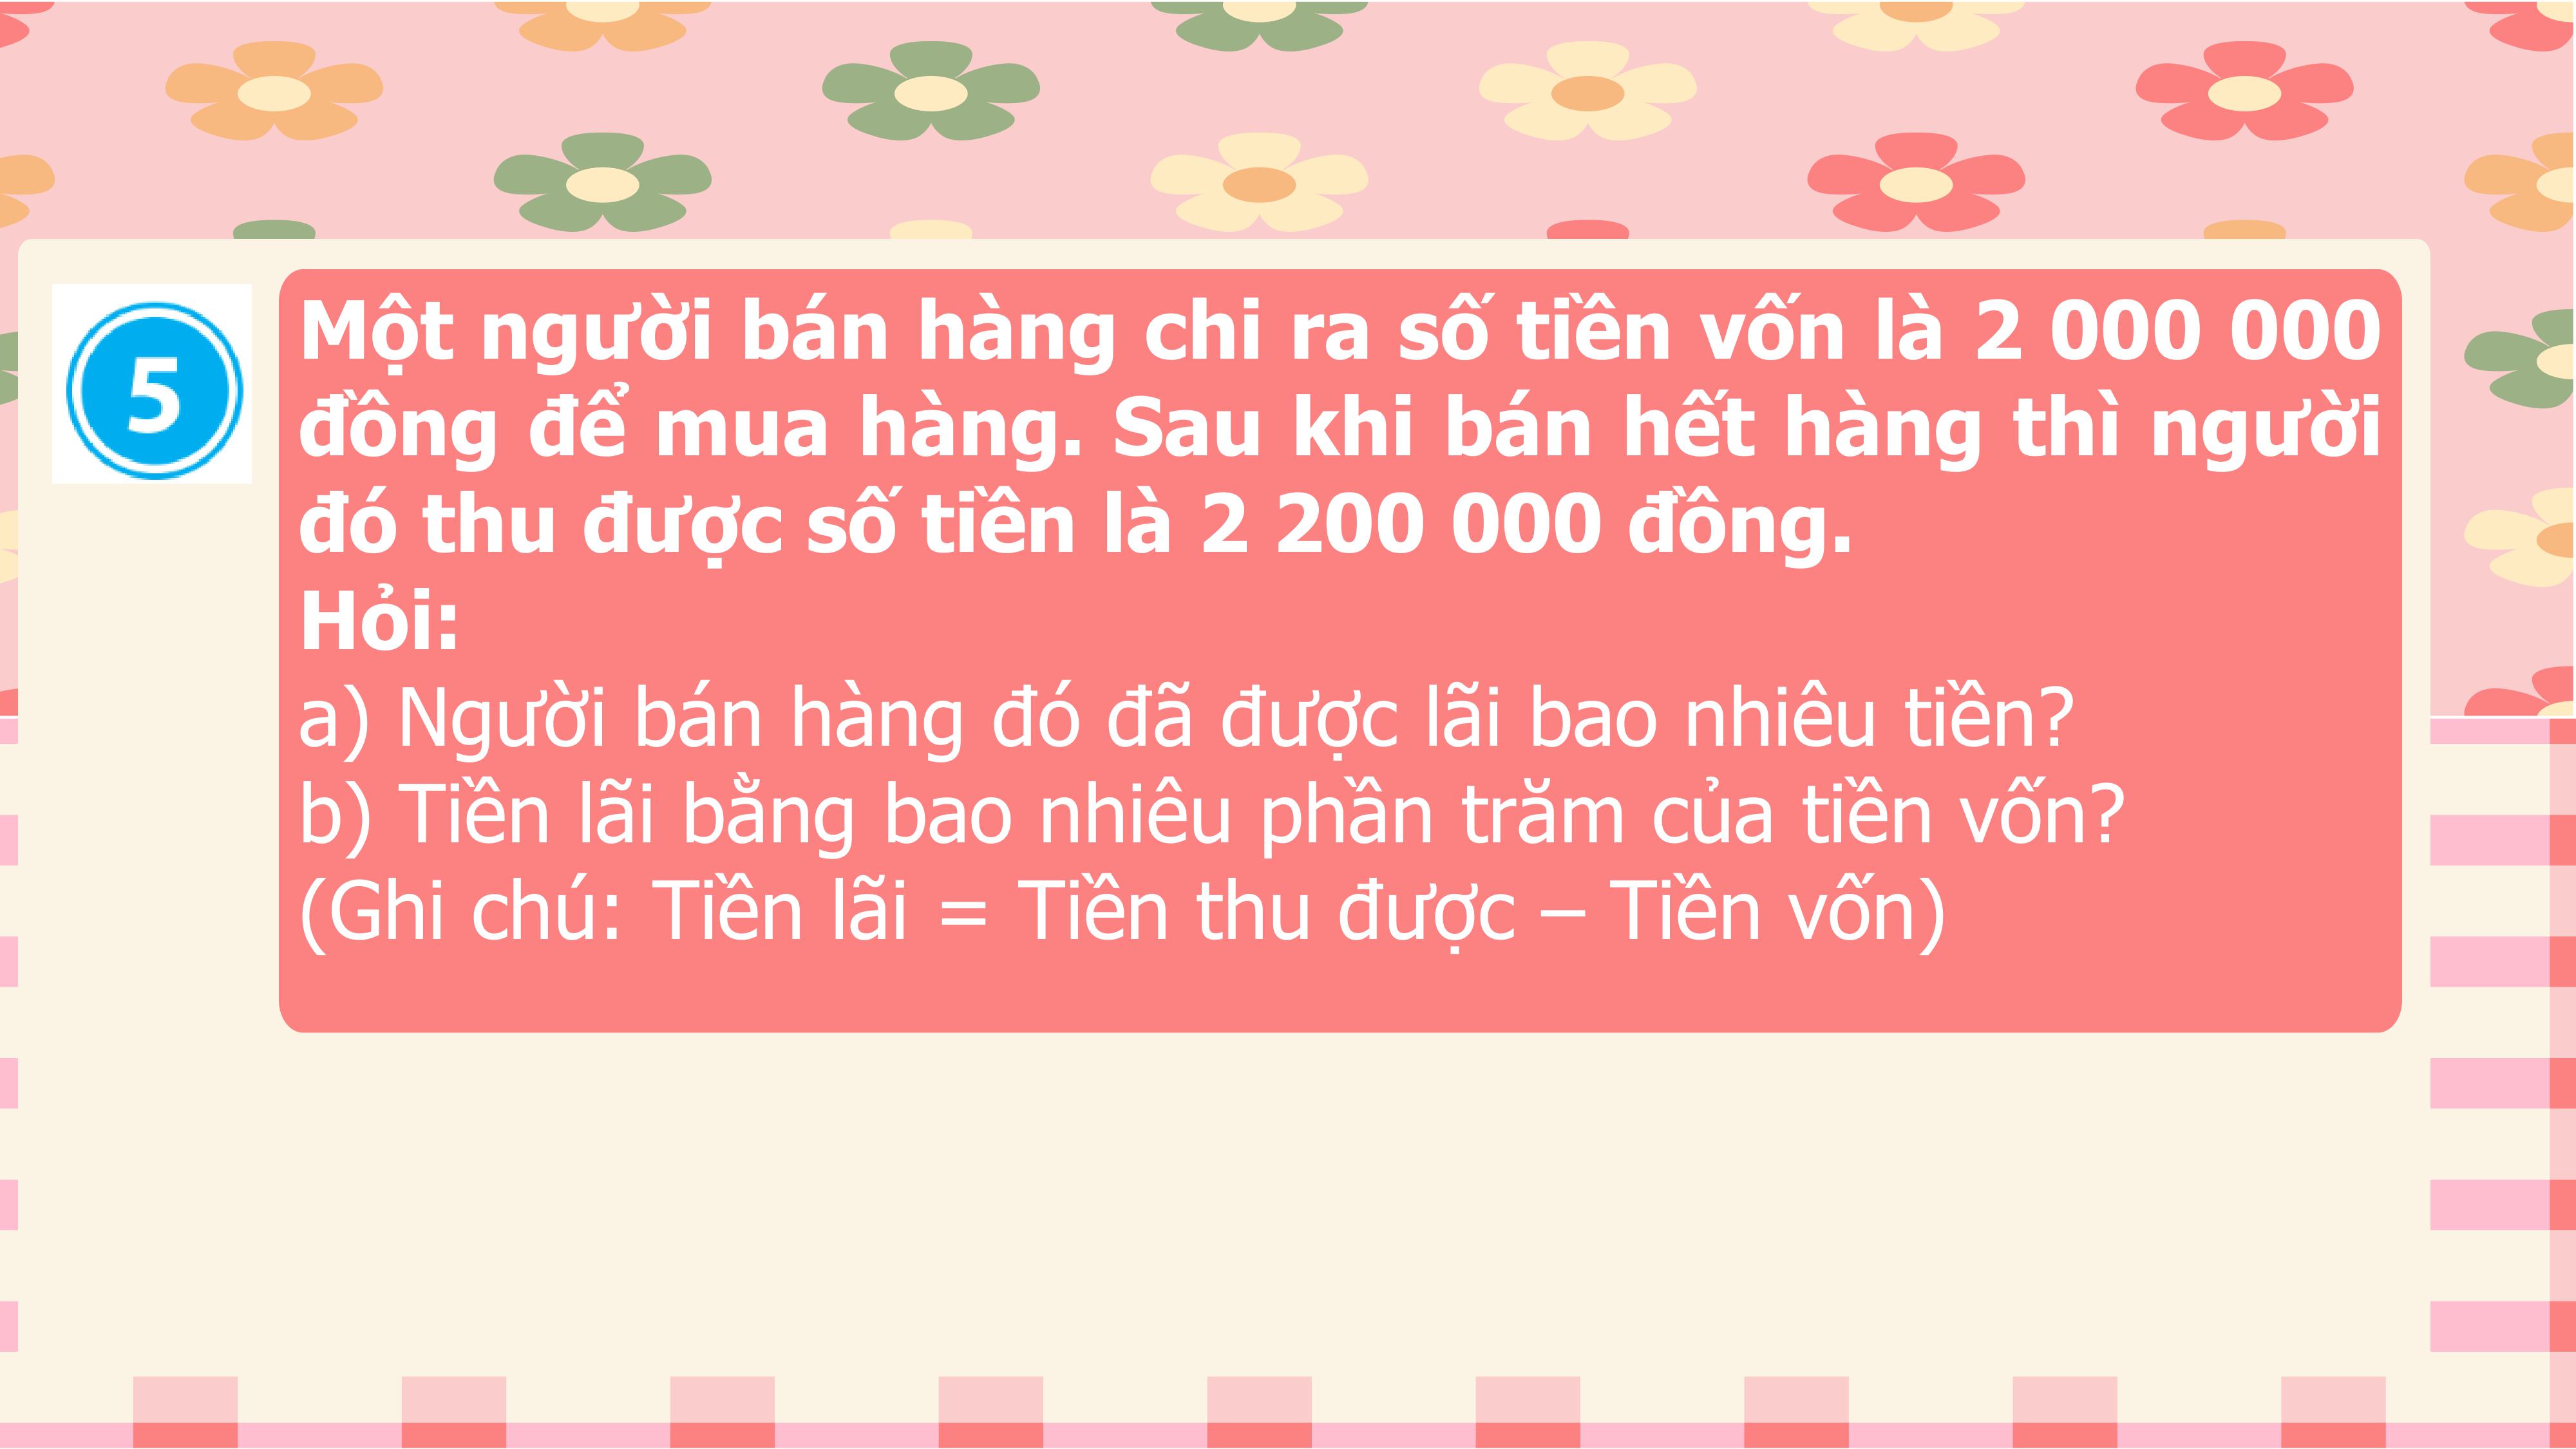 5
Một người bán hàng chi ra số tiền vốn là 2 000 000
đồng để mua hàng. Sau khi bán hết hàng thì người
đó thu được số tiền là 2 200 000 đồng.
Hỏi:
a) Người bán hàng đó đã được lãi bao nhiêu tiền?
b) Tiền lãi bằng bao nhiêu phần trăm của tiền vốn?
(Ghi chú: Tiền lãi = Tiền thu được – Tiền vốn)